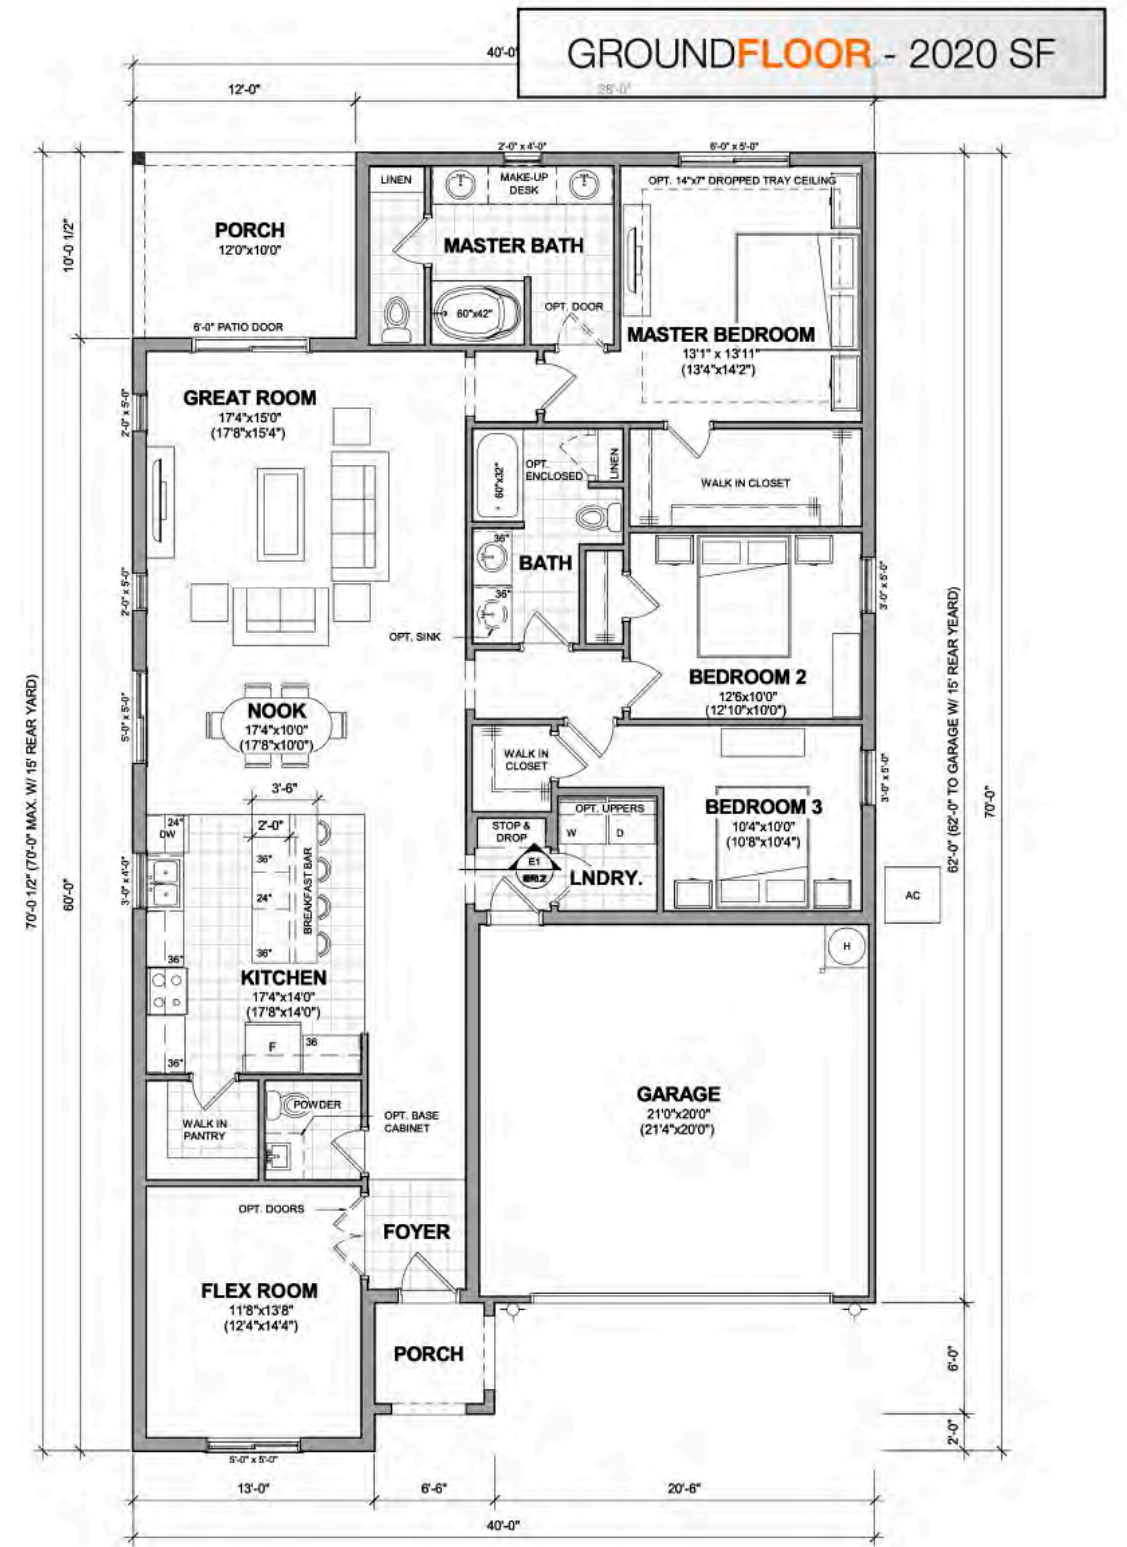 GROUNDFLOOR - 2020 SF
40'-0"
12'-0"
28'-0"
2'-0" x 4'-0"
6'-0" x 5'-0"
LINEN
MAKE-UP
DESK
OPT. 14"x7" DROPPED TRAY CEILING
PORCH
12'0"x10'0"
MASTER BATH
10'-0 1/2"
60"x42"
OPT. DOOR
6'-0" PATIO DOOR
MASTER BEDROOM
13'1" x 13'11"
(13'4"x14'2")
GREAT ROOM
17'4"x15'0"
(17'8"x15'4")
2'-0" x 5'-0"
OPT.
ENCLOSED
LINEN
60"x32"
WALK IN CLOSET
36"
BATH
36"
2'-0" x 5'-0"
3'-0" x 5'-0"
OPT. SINK
BEDROOM 2
12'6x10'0"
(12'10"x10'0")
NOOK
17'4"x10'0"
(17'8"x10'0")
5'-0" x 5'-0"
WALK IN
CLOSET
3'-0" x 5'-0"
3'-6"
2'-0"
24"
DW
OPT. UPPERS
W
D
STOP &
DROP
BEDROOM 3
10'4"x10'0"
(10'8"x10'4")
36"
24"
36"
BREAKFAST BAR
E1
LNDRY.
3'-0" x 4'-0"
AC
H
36"
KITCHEN
17'4"x14'0"
(17'8"x14'0")
F
36
36"
70'-0 1/2" (70'-0" MAX. W/ 15' REAR YARD)
60'-0"
62'-0" (62'-0" TO GARAGE W/ 15' REAR YEARD)
70'-0"
WALK IN
PANTRY
POWDER
OPT. BASE
CABINET
GARAGE
21'0"x20'0"
(21'4"x20'0")
OPT. DOORS
FOYER
FLEX ROOM
11'8"x13'8"
(12'4"x14'4")
PORCH
6'-0"
2'-0"
5'-0" x 5'-0"
13'-0"
6'-6"
20'-6"
40'-0"